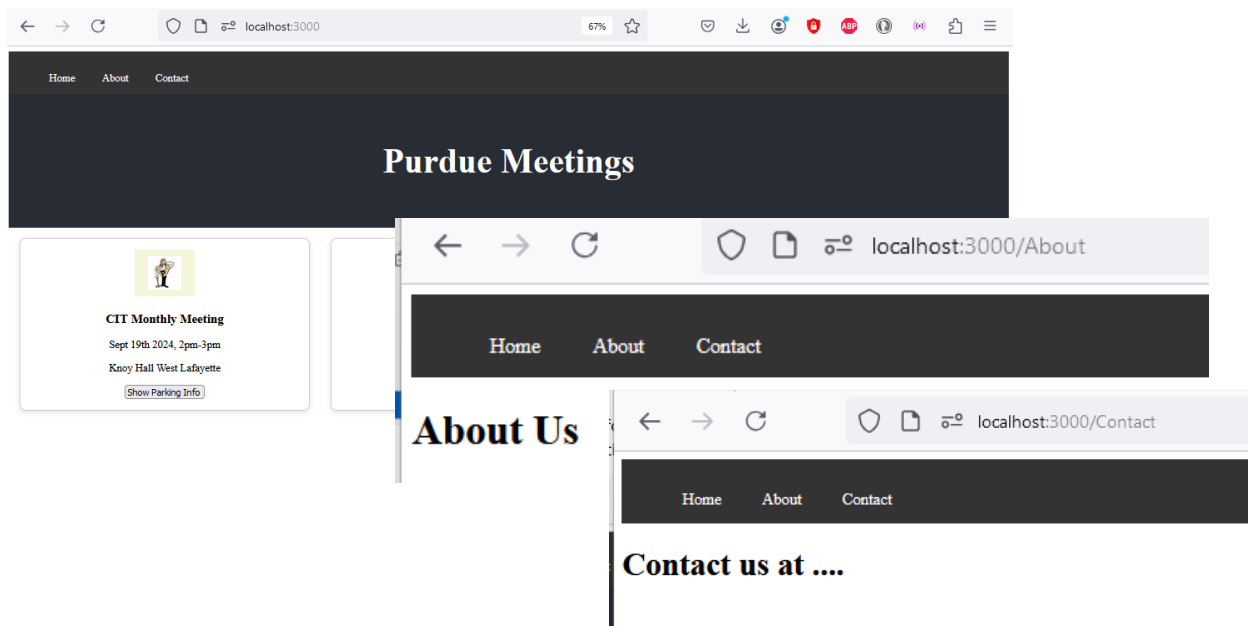 localhost:3000
67%
ABP
Home About Contact
Purdue Meetings
CIT Monthly Meeting
Sept 19th 2024, 2pm-3pm
Knoy Hall West Lafayette
Show Parking Info
localhost:3000/About
Home About Contact
About Us
localhost:3000/Contact
Home About Contact
Contact us at ....